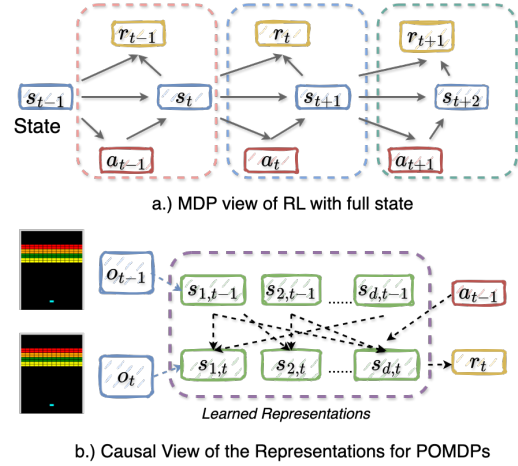 r_{t-1} r_t r_{t+1}
s_{t-1} s_t s_{t+1} s_{t+2}
State
a_{t-1} a_t a_{t+1}
a.) MDP view of RL with full state
o_{t-1} s_{1,t-1} s_{2,t-1} ...... s_{d,t-1} a_{t-1}
o_t s_{1,t} s_{2,t} ...... s_{d,t} r_t
Learned Representations
b.) Causal View of the Representations for POMDPs